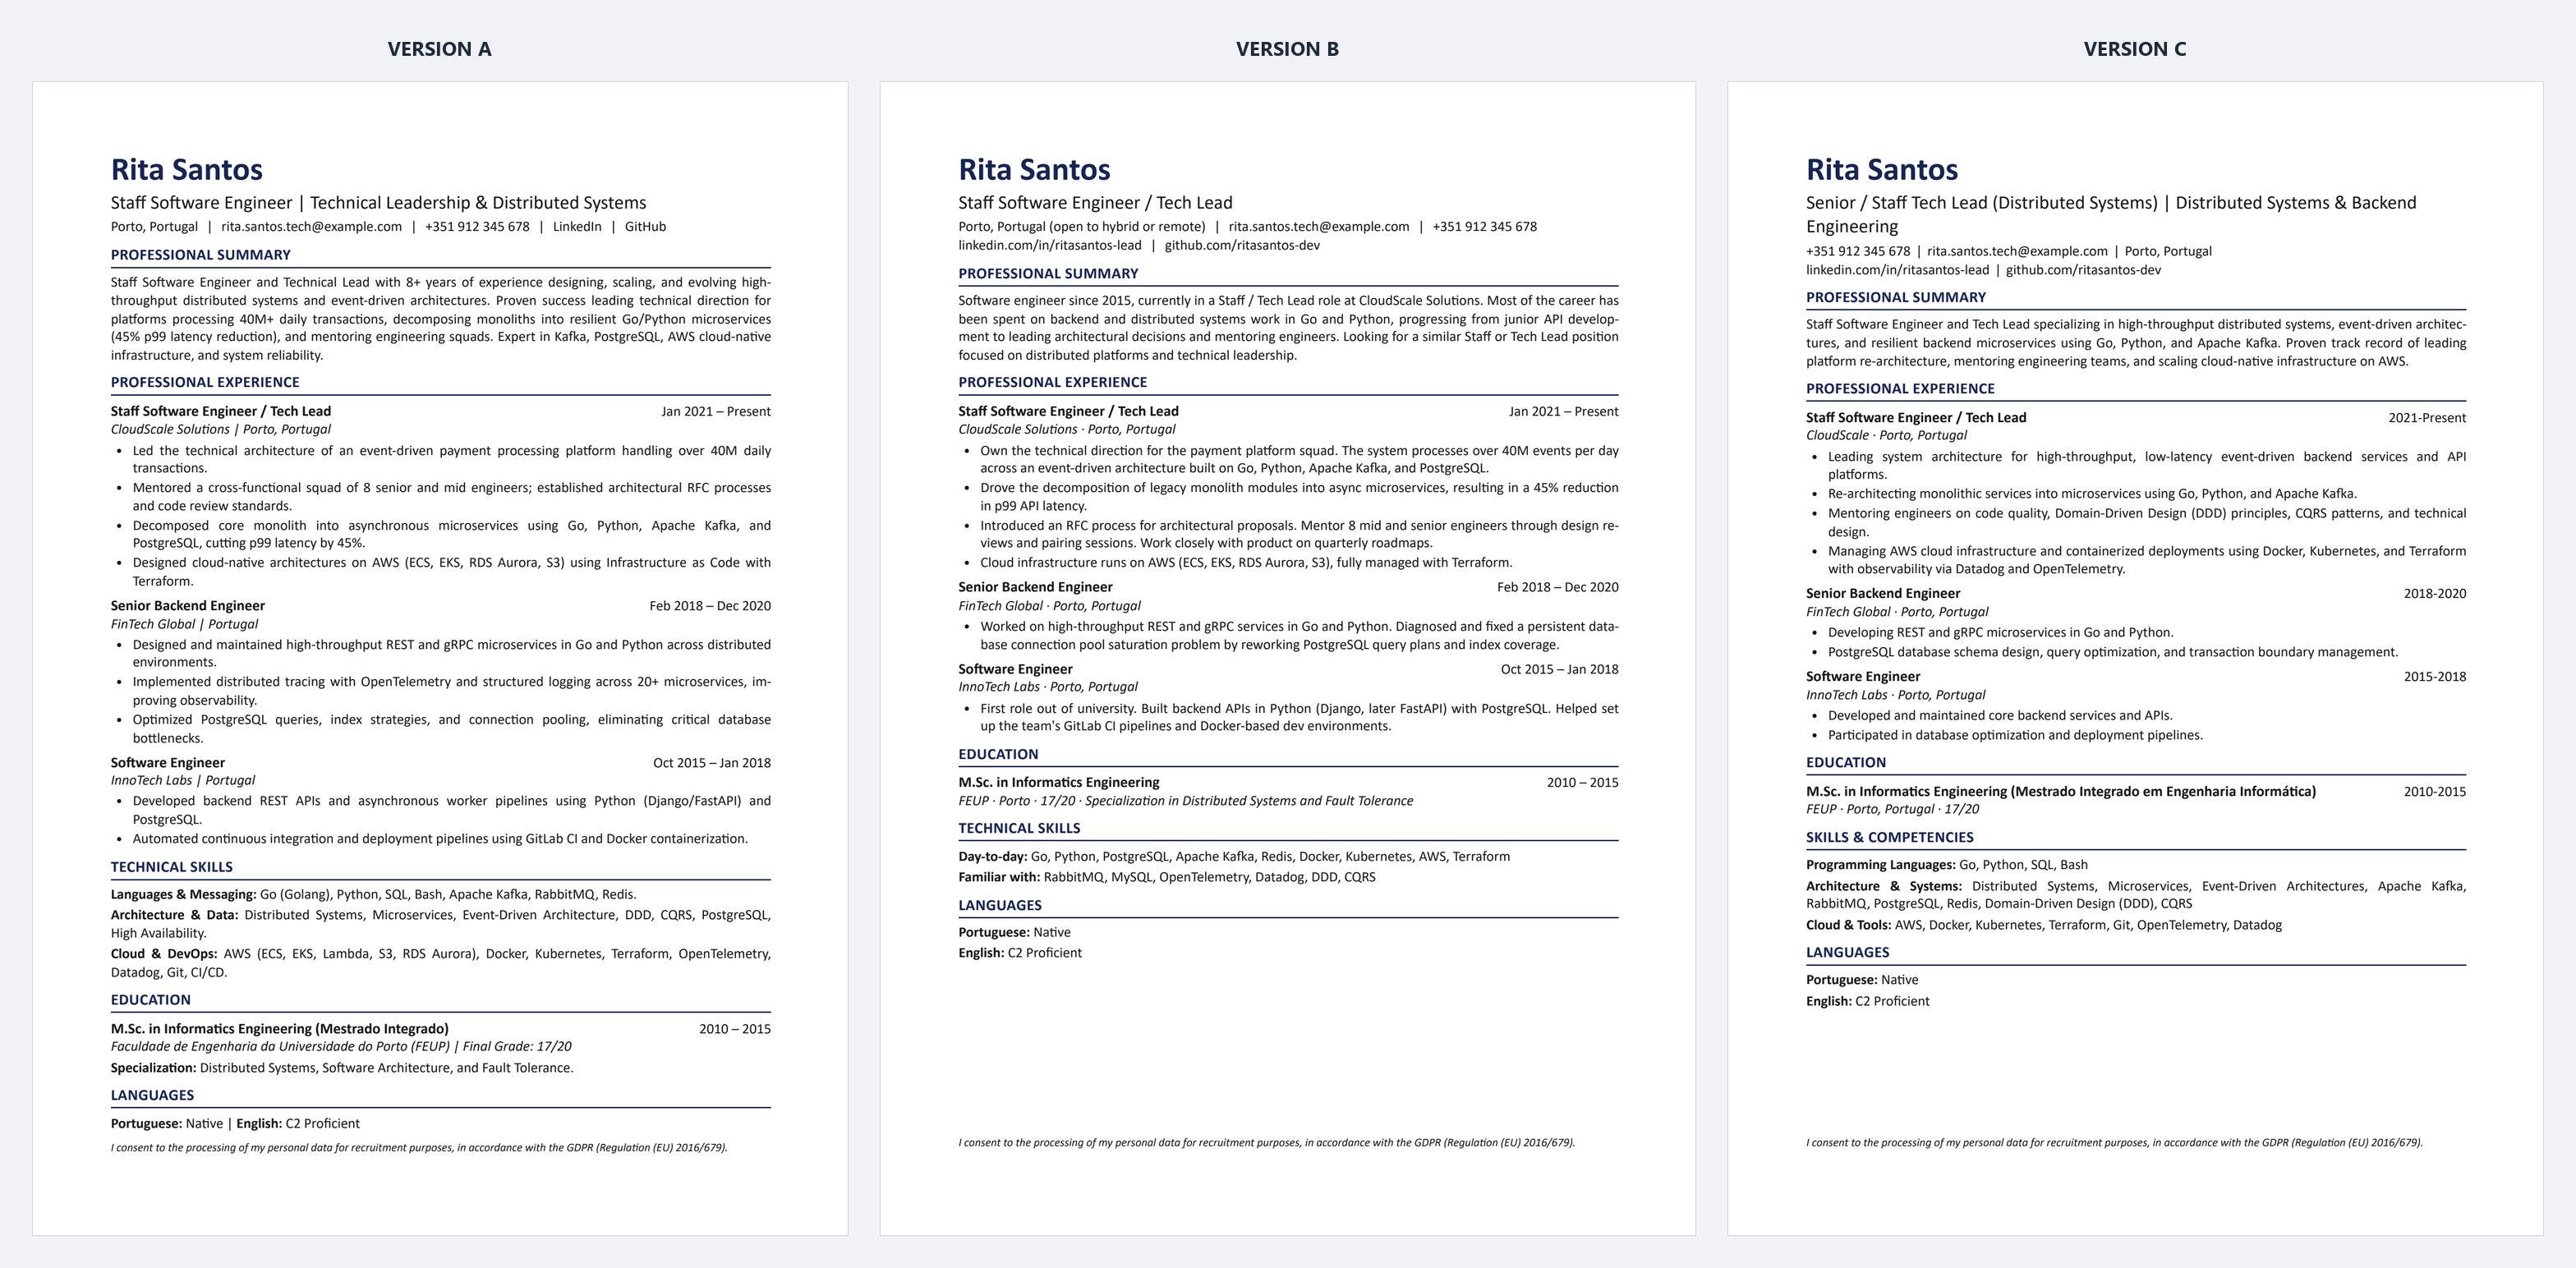 VERSION A
Rita Santos
Staff Software Engineer | Technical Leadership & Distributed Systems
Porto, Portugal | rita.santos.tech@example.com | +351 912 345 678 | LinkedIn | GitHub
PROFESSIONAL SUMMARY
Staff Software Engineer and Technical Lead with 8+ years of experience designing, scaling, and evolving high-
throughput distributed systems and event-driven architectures. Proven success leading technical direction for
platforms processing 40M+ daily transactions, decomposing monoliths into resilient Go/Python microservices
(45% p99 latency reduction), and mentoring engineering squads. Expert in Kafka, PostgreSQL, AWS cloud-native
infrastructure, and system reliability.
PROFESSIONAL EXPERIENCE
Staff Software Engineer / Tech Lead Jan 2021 – Present
CloudScale Solutions | Porto, Portugal
• Led the technical architecture of an event-driven payment processing platform handling over 40M daily
transactions.
• Mentored a cross-functional squad of 8 senior and mid engineers; established architectural RFC processes
and code review standards.
• Decomposed core monolith into asynchronous microservices using Go, Python, Apache Kafka, and
PostgreSQL, cutting p99 latency by 45%.
• Designed cloud-native architectures on AWS (ECS, EKS, RDS Aurora, S3) using Infrastructure as Code with
Terraform.
Senior Backend Engineer Feb 2018 – Dec 2020
FinTech Global | Portugal
• Designed and maintained high-throughput REST and gRPC microservices in Go and Python across distributed
environments.
• Implemented distributed tracing with OpenTelemetry and structured logging across 20+ microservices, im-
proving observability.
• Optimized PostgreSQL queries, index strategies, and connection pooling, eliminating critical database
bottlenecks.
Software Engineer Oct 2015 – Jan 2018
InnoTech Labs | Portugal
• Developed backend REST APIs and asynchronous worker pipelines using Python (Django/FastAPI) and
PostgreSQL.
• Automated continuous integration and deployment pipelines using GitLab CI and Docker containerization.
TECHNICAL SKILLS
Languages & Messaging: Go (Golang), Python, SQL, Bash, Apache Kafka, RabbitMQ, Redis.
Architecture & Data: Distributed Systems, Microservices, Event-Driven Architecture, DDD, CQRS, PostgreSQL,
High Availability.
Cloud & DevOps: AWS (ECS, EKS, Lambda, S3, RDS Aurora), Docker, Kubernetes, Terraform, OpenTelemetry,
Datadog, Git, CI/CD.
EDUCATION
M.Sc. in Informatics Engineering (Mestrado Integrado) 2010 – 2015
Faculdade de Engenharia da Universidade do Porto (FEUP) | Final Grade: 17/20
Specialization: Distributed Systems, Software Architecture, and Fault Tolerance.
LANGUAGES
Portuguese: Native | English: C2 Proficient
I consent to the processing of my personal data for recruitment purposes, in accordance with the GDPR (Regulation (EU) 2016/679).
VERSION B
Rita Santos
Staff Software Engineer / Tech Lead
Porto, Portugal (open to hybrid or remote) | rita.santos.tech@example.com | +351 912 345 678
linkedin.com/in/ritasantos-lead | github.com/ritasantos-dev
PROFESSIONAL SUMMARY
Software engineer since 2015, currently in a Staff / Tech Lead role at CloudScale Solutions. Most of the career has
been spent on backend and distributed systems work in Go and Python, progressing from junior API develop-
ment to leading architectural decisions and mentoring engineers. Looking for a similar Staff or Tech Lead position
focused on distributed platforms and technical leadership.
PROFESSIONAL EXPERIENCE
Staff Software Engineer / Tech Lead Jan 2021 – Present
CloudScale Solutions · Porto, Portugal
• Own the technical direction for the payment platform squad. The system processes over 40M events per day
across an event-driven architecture built on Go, Python, Apache Kafka, and PostgreSQL.
• Drove the decomposition of legacy monolith modules into async microservices, resulting in a 45% reduction
in p99 API latency.
• Introduced an RFC process for architectural proposals. Mentor 8 mid and senior engineers through design re-
views and pairing sessions. Work closely with product on quarterly roadmaps.
• Cloud infrastructure runs on AWS (ECS, EKS, RDS Aurora, S3), fully managed with Terraform.
Senior Backend Engineer Feb 2018 – Dec 2020
FinTech Global · Porto, Portugal
• Worked on high-throughput REST and gRPC services in Go and Python. Diagnosed and fixed a persistent data-
base connection pool saturation problem by reworking PostgreSQL query plans and index coverage.
Software Engineer Oct 2015 – Jan 2018
InnoTech Labs · Porto, Portugal
• First role out of university. Built backend APIs in Python (Django, later FastAPI) with PostgreSQL. Helped set
up the team's GitLab CI pipelines and Docker-based dev environments.
EDUCATION
M.Sc. in Informatics Engineering 2010 – 2015
FEUP · Porto · 17/20 · Specialization in Distributed Systems and Fault Tolerance
TECHNICAL SKILLS
Day-to-day: Go, Python, PostgreSQL, Apache Kafka, Redis, Docker, Kubernetes, AWS, Terraform
Familiar with: RabbitMQ, MySQL, OpenTelemetry, Datadog, DDD, CQRS
LANGUAGES
Portuguese: Native
English: C2 Proficient
I consent to the processing of my personal data for recruitment purposes, in accordance with the GDPR (Regulation (EU) 2016/679).
VERSION C
Rita Santos
Senior / Staff Tech Lead (Distributed Systems) | Distributed Systems & Backend
Engineering
+351 912 345 678 | rita.santos.tech@example.com | Porto, Portugal
linkedin.com/in/ritasantos-lead | github.com/ritasantos-dev
PROFESSIONAL SUMMARY
Staff Software Engineer and Tech Lead specializing in high-throughput distributed systems, event-driven architec-
tures, and resilient backend microservices using Go, Python, and Apache Kafka. Proven track record of leading
platform re-architecture, mentoring engineering teams, and scaling cloud-native infrastructure on AWS.
PROFESSIONAL EXPERIENCE
Staff Software Engineer / Tech Lead 2021-Present
CloudScale · Porto, Portugal
• Leading system architecture for high-throughput, low-latency event-driven backend services and API
platforms.
• Re-architecting monolithic services into microservices using Go, Python, and Apache Kafka.
• Mentoring engineers on code quality, Domain-Driven Design (DDD) principles, CQRS patterns, and technical
design.
• Managing AWS cloud infrastructure and containerized deployments using Docker, Kubernetes, and Terraform
with observability via Datadog and OpenTelemetry.
Senior Backend Engineer 2018-2020
FinTech Global · Porto, Portugal
• Developing REST and gRPC microservices in Go and Python.
• PostgreSQL database schema design, query optimization, and transaction boundary management.
Software Engineer 2015-2018
InnoTech Labs · Porto, Portugal
• Developed and maintained core backend services and APIs.
• Participated in database optimization and deployment pipelines.
EDUCATION
M.Sc. in Informatics Engineering (Mestrado Integrado em Engenharia Informática) 2010-2015
FEUP · Porto, Portugal · 17/20
SKILLS & COMPETENCIES
Programming Languages: Go, Python, SQL, Bash
Architecture & Systems: Distributed Systems, Microservices, Event-Driven Architectures, Apache Kafka,
RabbitMQ, PostgreSQL, Redis, Domain-Driven Design (DDD), CQRS
Cloud & Tools: AWS, Docker, Kubernetes, Terraform, Git, OpenTelemetry, Datadog
LANGUAGES
Portuguese: Native
English: C2 Proficient
I consent to the processing of my personal data for recruitment purposes, in accordance with the GDPR (Regulation (EU) 2016/679).